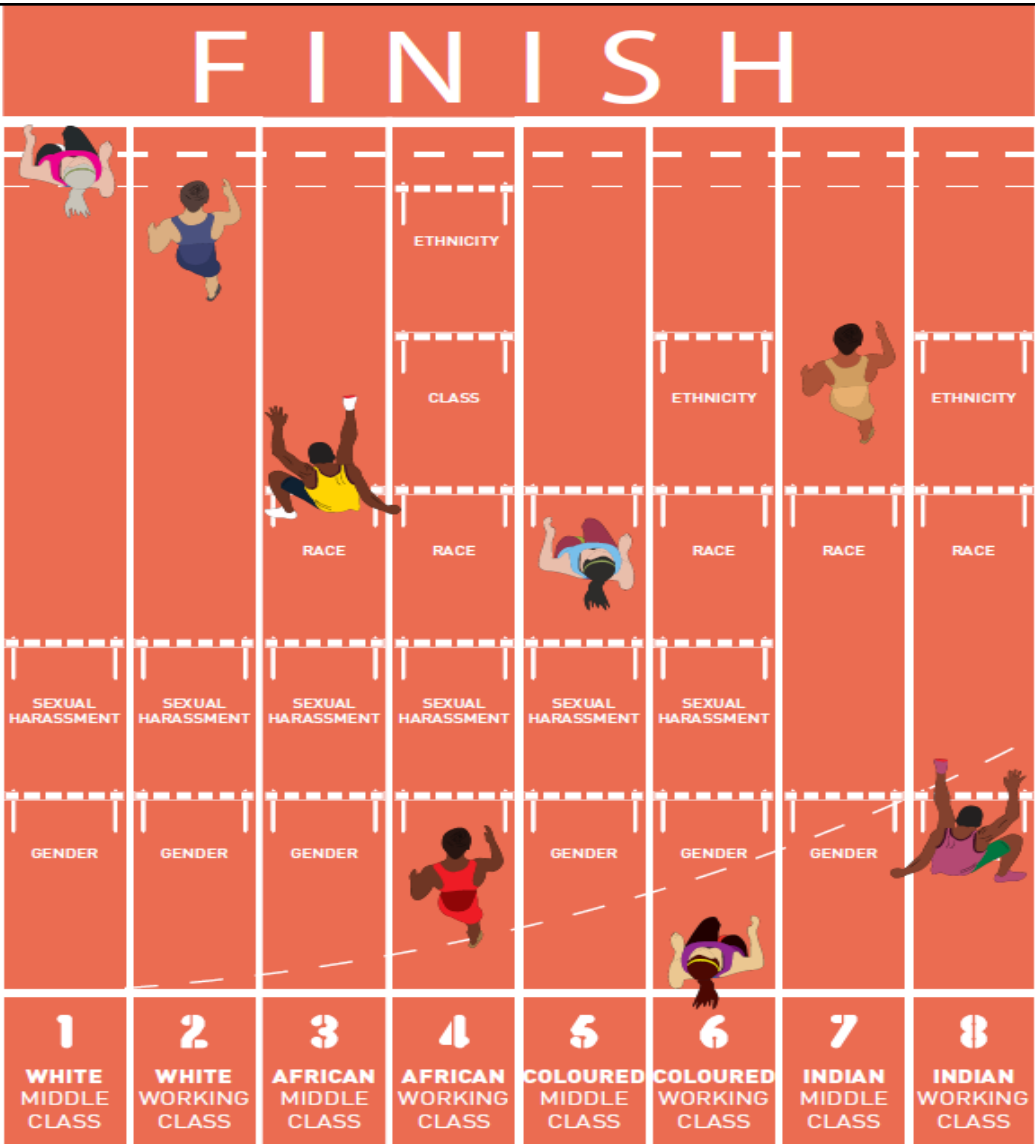 FINISH
ETHNICITY
CLASS ETHNICITY ETHNICITY
RACE RACE RACE RACE RACE
SEXUAL SEXUAL SEXUAL SEXUAL SEXUAL SEXUAL
HARASSMENT HARASSMENT HARASSMENT HARASSMENT HARASSMENT HARASSMENT
GENDER GENDER GENDER GENDER GENDER GENDER
1 2 3 4 5 6 7 8
WHITE WHITE AFRICAN AFRICAN COLOURED COLOURED INDIAN INDIAN
MIDDLE WORKING MIDDLE WORKING MIDDLE WORKING MIDDLE WORKING
CLASS CLASS CLASS CLASS CLASS CLASS CLASS CLASS